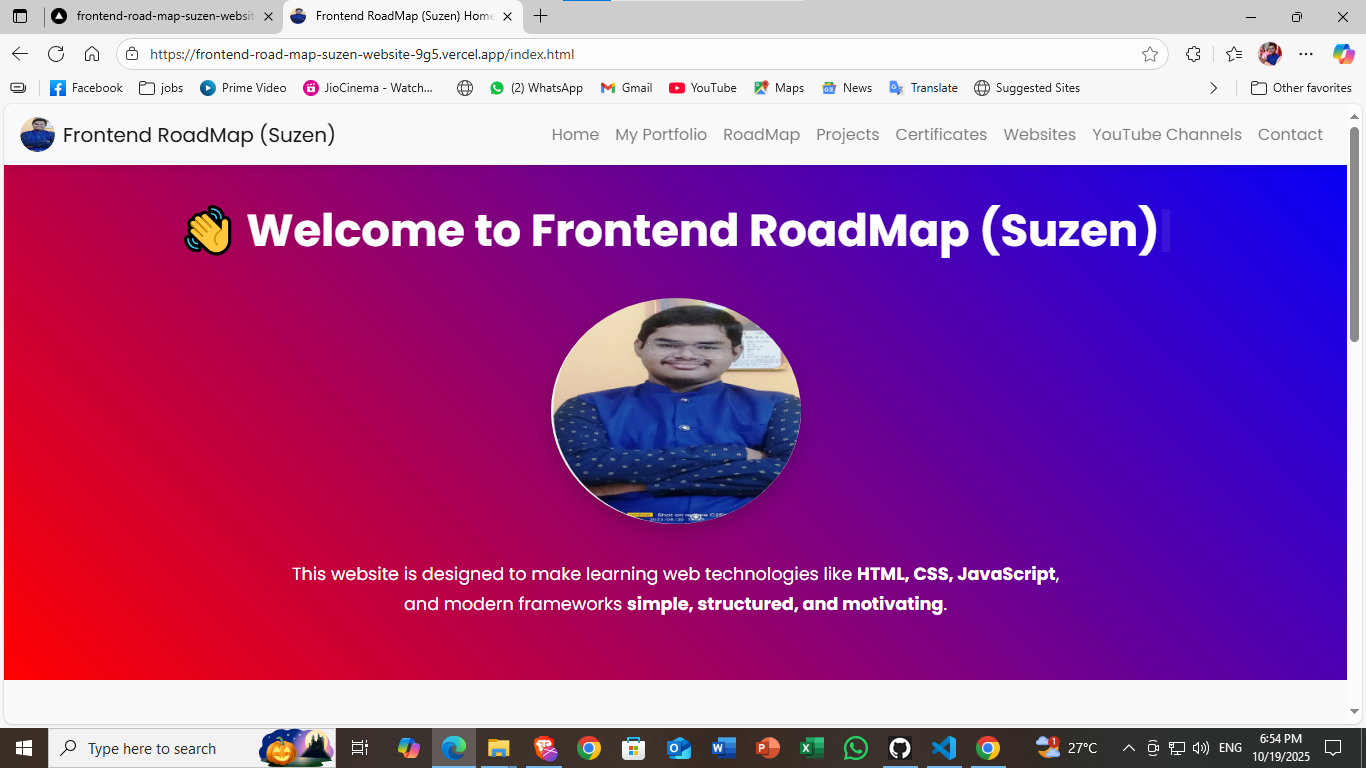 frontend-road-map-suzen-websit
Frontend RoadMap (Suzen) Home
https://frontend-road-map-suzen-website-9g5.vercel.app/index.html
Facebook
jobs
Prime Video
JioCinema - Watch...
(2) WhatsApp
Gmail
YouTube
Maps
News
Translate
Suggested Sites
Other favorites
Frontend RoadMap (Suzen)
Home
My Portfolio
RoadMap
Projects
Certificates
Websites
YouTube Channels
Contact
👋 Welcome to Frontend RoadMap (Suzen)
Shot on
This website is designed to make learning web technologies like HTML, CSS, JavaScript,
and modern frameworks simple, structured, and motivating.
Type here to search
1
27°C
ENG
6:54 PM
10/19/2025